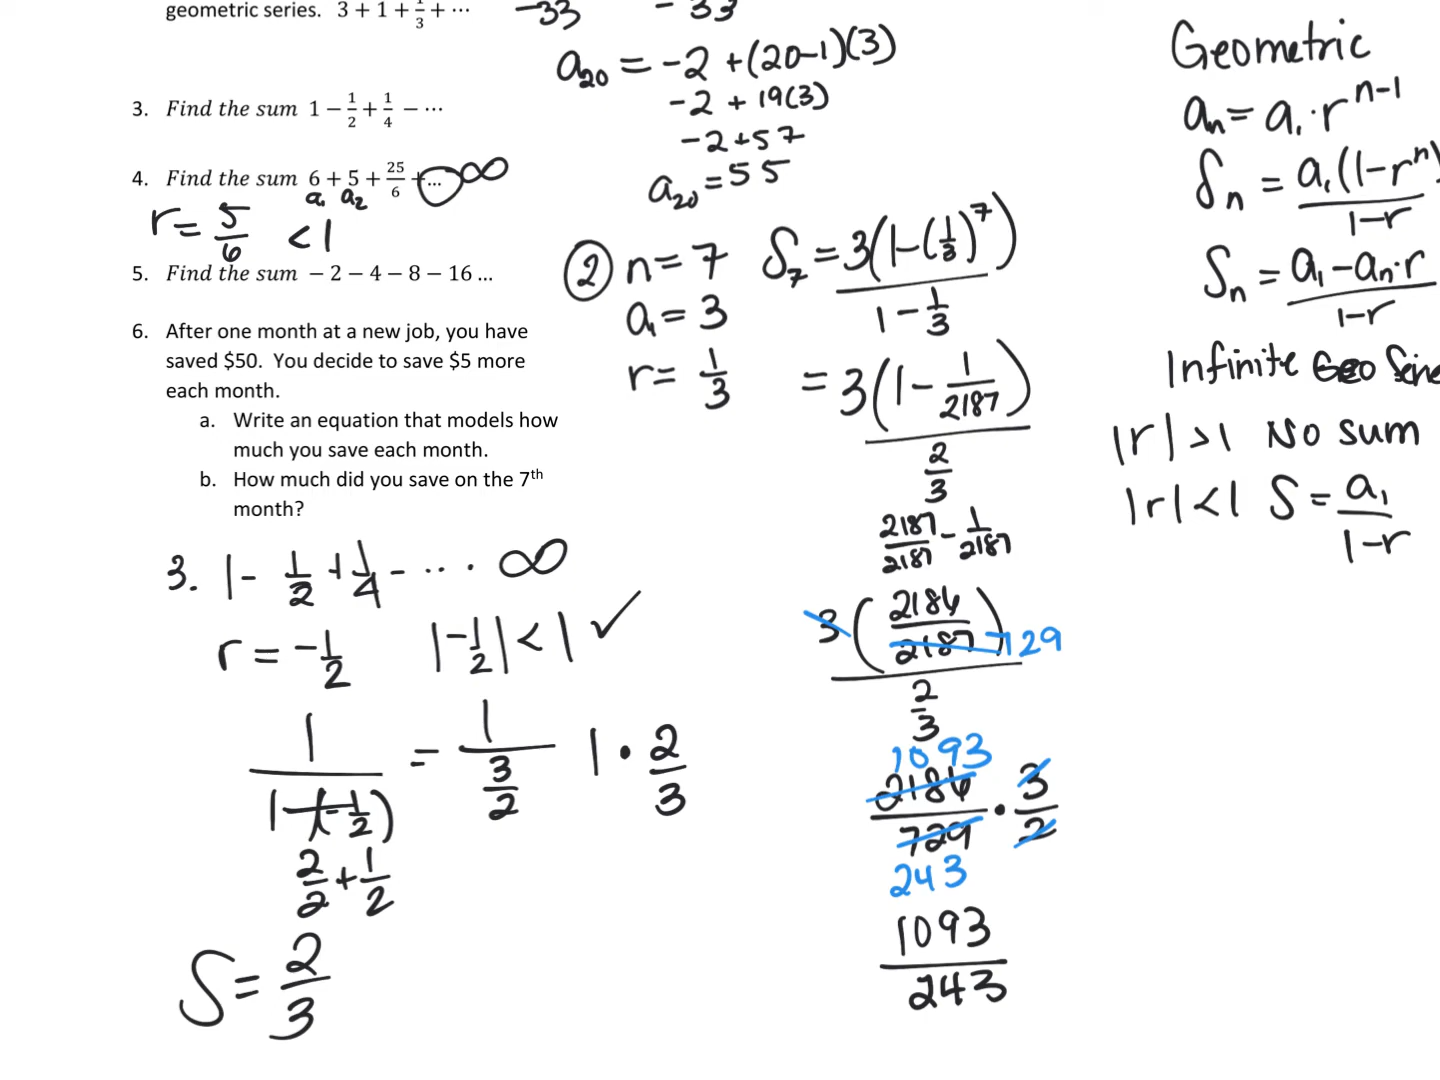 geometric series. 3 + 1 + 1/3 + ⋯
-33 -33
3. Find the sum 1 − 1/2 + 1/4 − ⋯
4. Find the sum 6 + 5 + 25/6 + ... ∞
a₁ a₂
r = 5/6 < 1
5. Find the sum − 2 − 4 − 8 − 16 ...
6. After one month at a new job, you have
saved $50. You decide to save $5 more
each month.
a. Write an equation that models how
much you save each month.
b. How much did you save on the 7th
month?
3. 1 - 1/2 + 1/4 - .... ∞
r = -1/2 |-1/2| < 1 ✓
1/(1-(-1/2)) = 1/(3/2) 1 · 2/3
2/2 + 1/2
S = 2/3
a₂₀ = -2 + (20-1)(3)
-2 + 19(3)
-2+57
a₂₀ = 55
② n = 7 S₇ = 3(1-(1/3)⁷)/(1 - 1/3)
a₁ = 3
r = 1/3 = 3(1 - 1/2187)/(2/3)
2187/2187 - 1/2187
3(2186/2187) 729
2/3
1093
2186/729 · 3/2
243
1093/243
Geometric
aₙ = a₁ · rⁿ⁻¹
Sₙ = a₁(1-rⁿ)/(1-r)
Sₙ = (a₁ - aₙ·r)/(1-r)
Infinite Geo
|r| > 1 No sum
|r| < 1 S = a₁/(1-r)